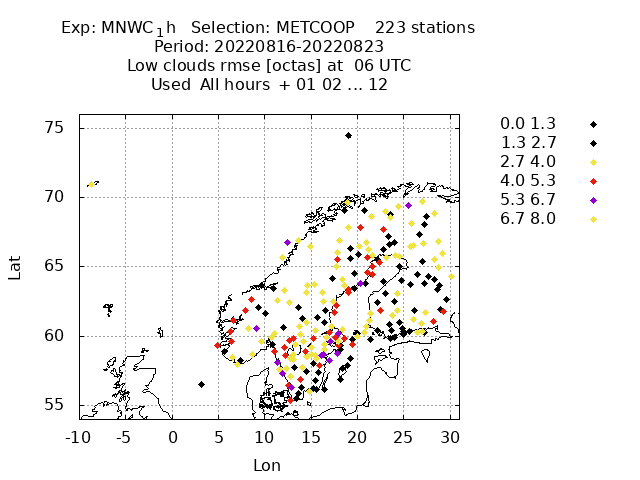 Exp: MNWC_1h Selection: METCOOP 223 stations
Period: 20220816-20220823
Low clouds rmse [octas] at 06 UTC
Used All hours + 01 02 ... 12
0.0 1.3
1.3 2.7
2.7 4.0
4.0 5.3
5.3 6.7
6.7 8.0
75
70
65
60
55
Lat
-10 -5 0 5 10 15 20 25 30
Lon